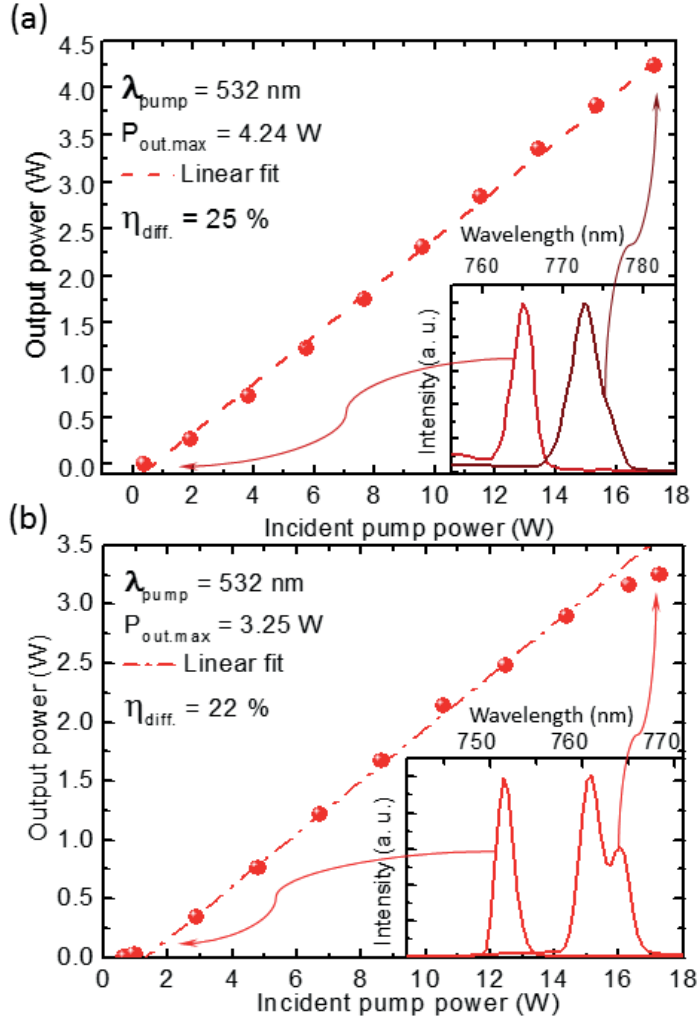 (a)
4.5
4.0
3.5
3.0
2.5
2.0
1.5
1.0
0.5
0.0
Output power (W)
λpump = 532 nm
Pout.max = 4.24 W
Linear fit
ηdiff. = 25 %
Wavelength (nm)
760 773 780
Intensity (a. u.)
0 2 4 6 8 10 12 14 16 18
Incident pump power (W)
(b)
3.5
3.0
2.5
2.0
1.5
1.0
0.5
0.0
Output power (W)
λpump = 532 nm
Pout.max = 3.25 W
Linear fit
ηdiff. = 22 %
Wavelength (nm)
750 760 770
Intensity (a. u.)
0 2 4 6 8 10 12 14 16 18
Incident pump power (W)